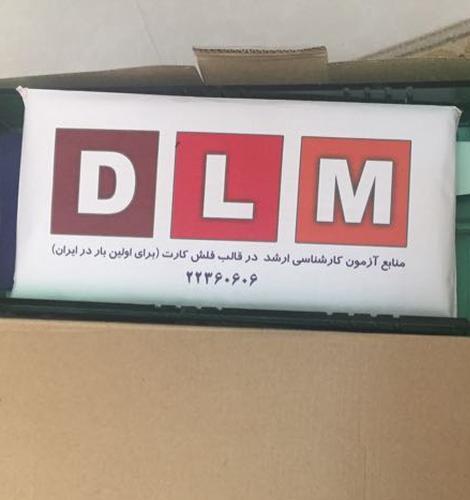 DLM
منابع آزمون کارشناسی ارشد در قالب فلش کارت (برای اولین بار در ایران)
۲۲۳۶۰۶۰۶